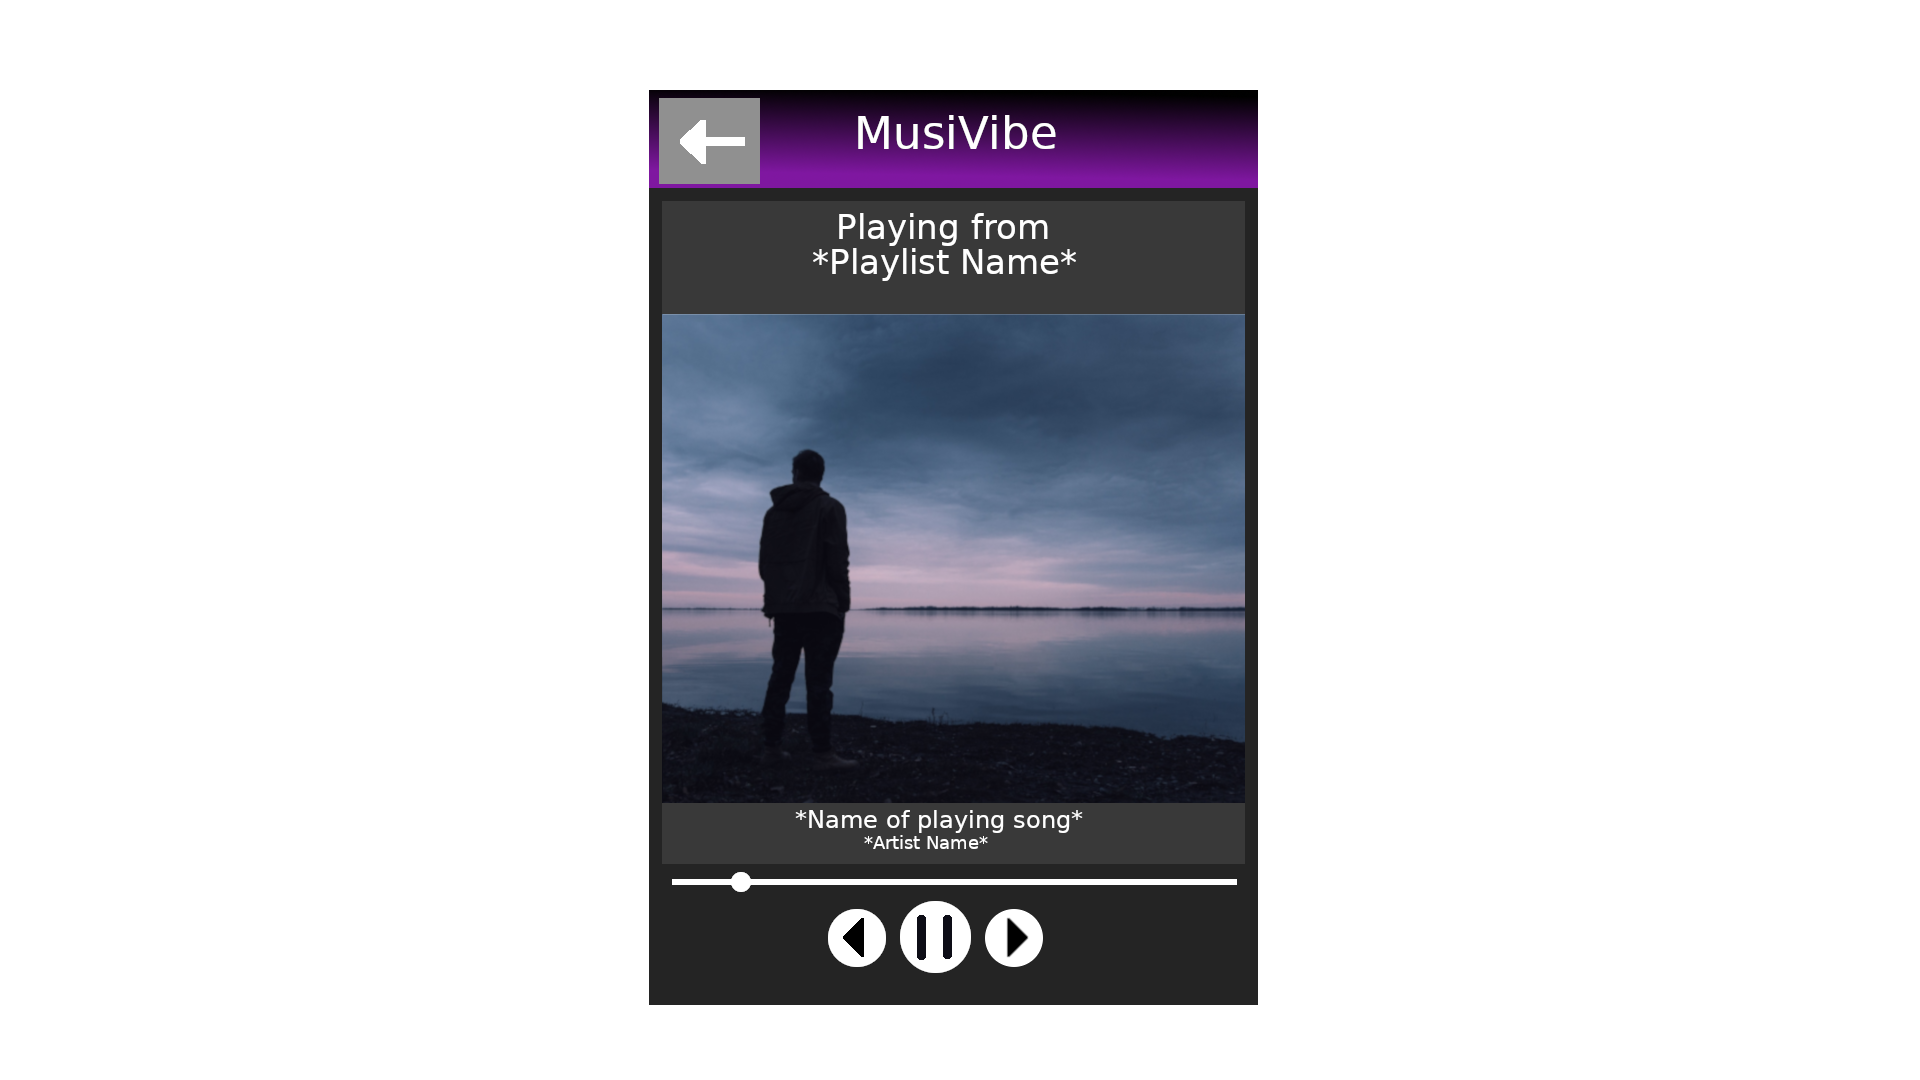 MusiVibe
Playing from
*Playlist Name*
*Name of playing song*
*Artist Name*